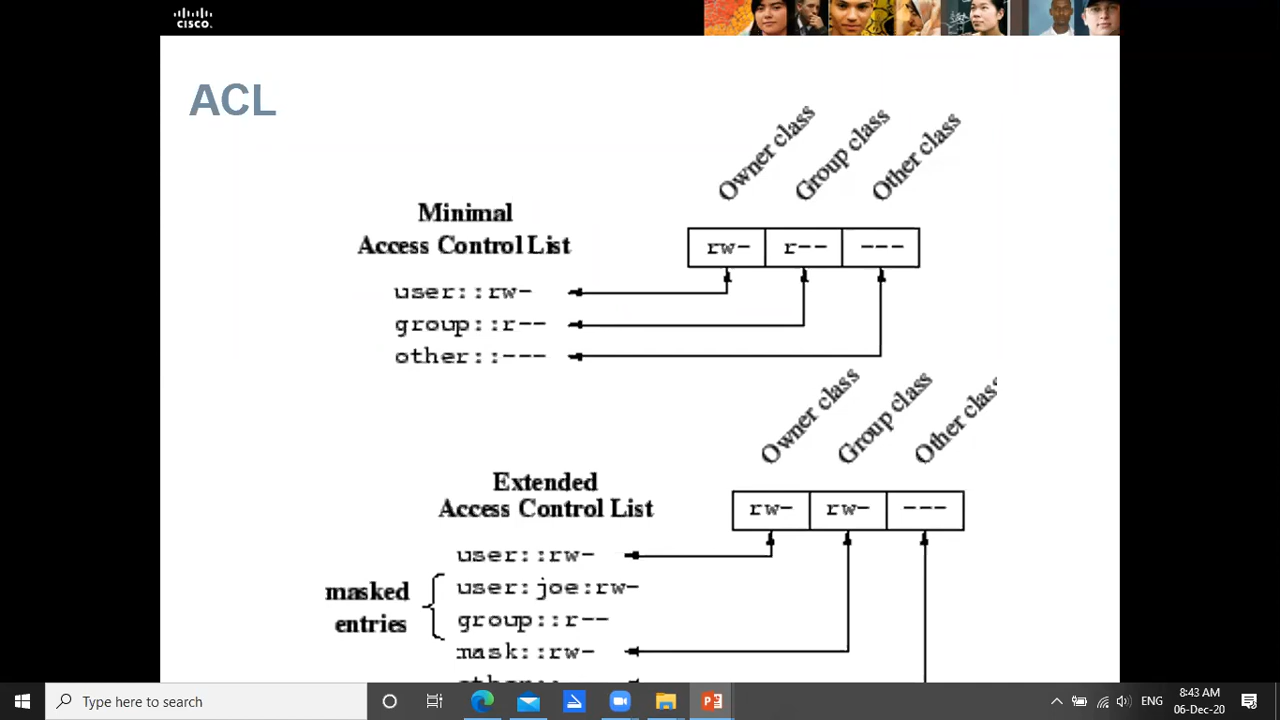 CISCO
ACL
Owner class
Group class
Other class
Minimal
Access Control List
rw-
r--
---
user::rw-
group::r--
other::---
Owner class
Group class
Other class
Extended
Access Control List
rw-
rw-
---
user::rw-
masked
entries
user:joe:rw-
group::r--
mask::rw-
Type here to search
ENG
8:43 AM
06-Dec-20